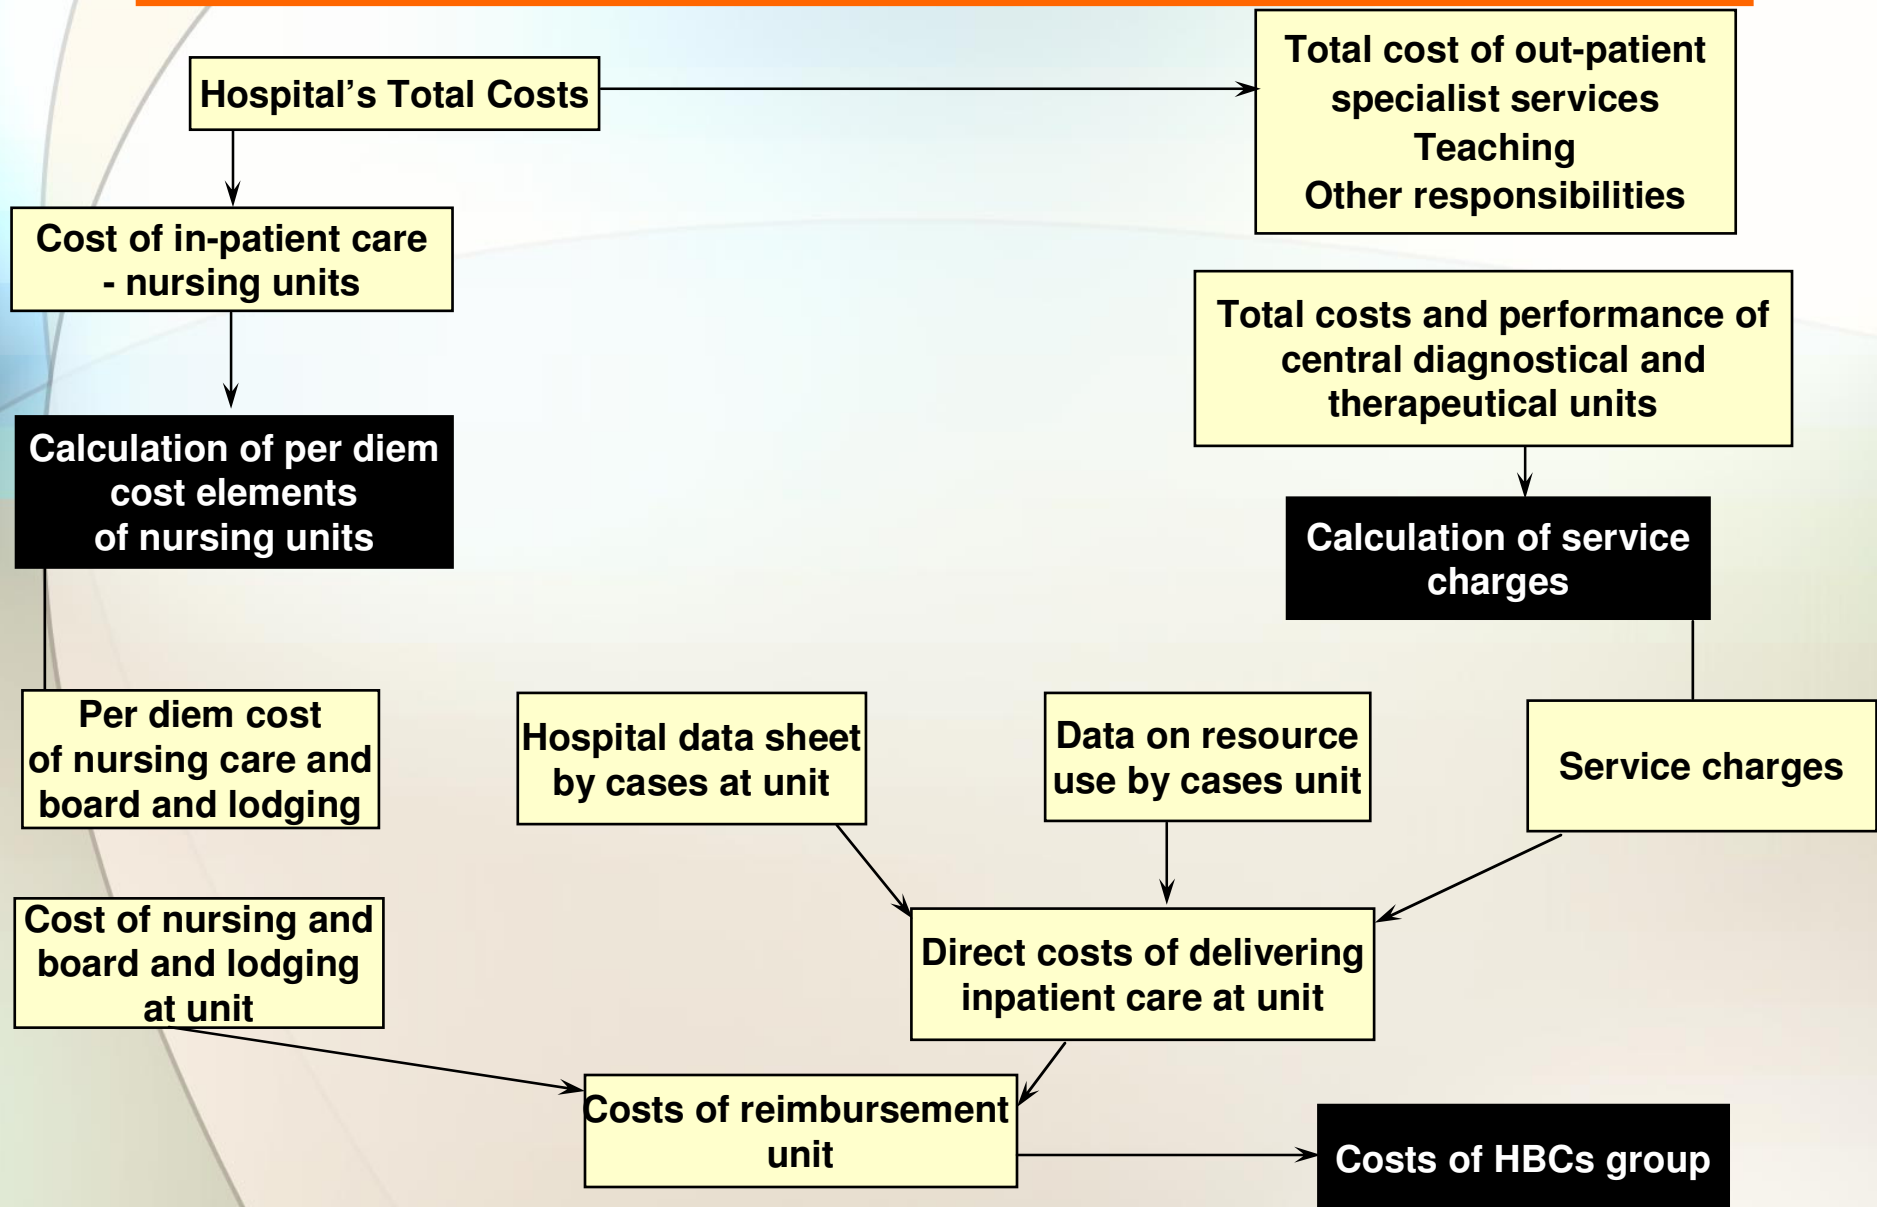 Hospital's Total Costs
Total cost of out-patient
specialist services
Teaching
Other responsibilities
Cost of in-patient care
- nursing units
Total costs and performance of
central diagnostical and
therapeutical units
Calculation of per diem
cost elements
of nursing units
Calculation of service
charges
Per diem cost
of nursing care and
board and lodging
Hospital data sheet
by cases at unit
Data on resource
use by cases unit
Service charges
Cost of nursing and
board and lodging
at unit
Direct costs of delivering
inpatient care at unit
Costs of reimbursement
unit
Costs of HBCs group